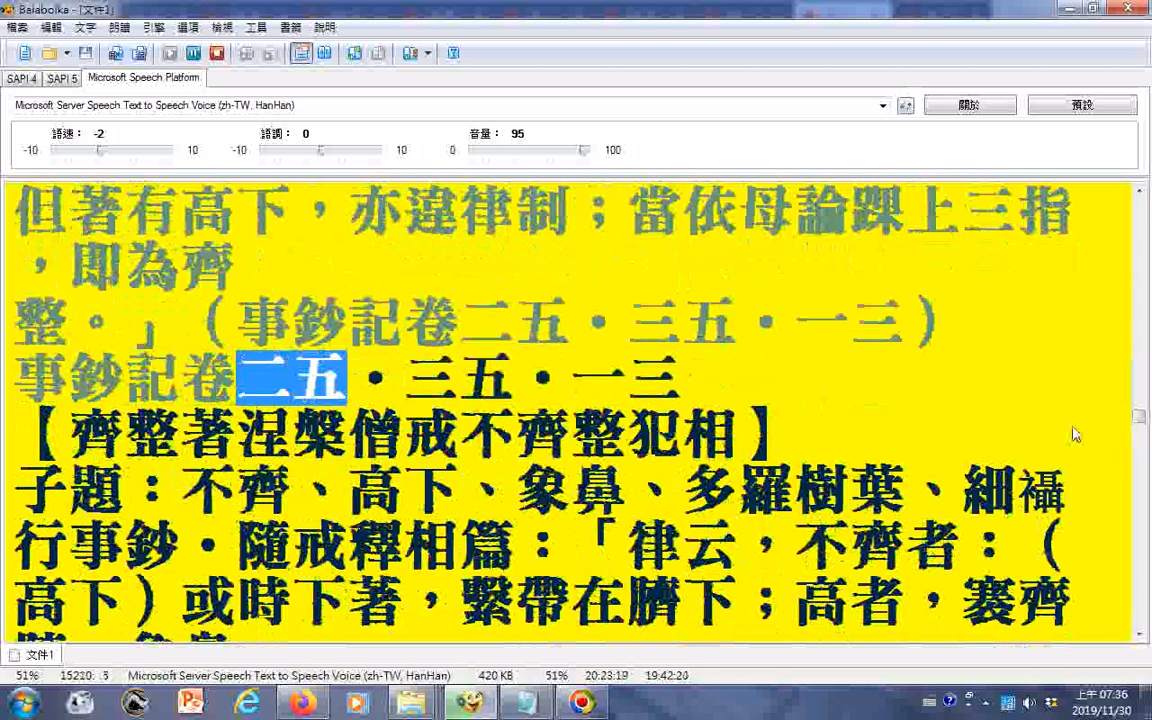 Balabolka - [文件1]
檔案 編輯 文字 朗讀 引擎 選項 檢視 工具 書籤 說明
SAPI 4 SAPI 5 Microsoft Speech Platform
Microsoft Server Speech Text to Speech Voice (zh-TW, HanHan) 關於 預設
語速： -2 語調： 0 音量： 95
-10 10 -10 10 0 100
但著有高下，亦違律制；當依母論踝上三指
，即為齊
整。」（事鈔記卷二五・三五・一三）
事鈔記卷二五・三五・一三
【齊整著涅槃僧戒不齊整犯相】
子題：不齊、高下、象鼻、多羅樹葉、細襵
行事鈔・隨戒釋相篇：「律云，不齊者：（
高下）或時下著，繫帶在臍下；高者，褰齊
文件1
51% Microsoft Server Speech Text to Speech Voice (zh-TW, HanHan) 420 KB 51% 20:23:19 19:42:20
上午 07:36
2019/11/30